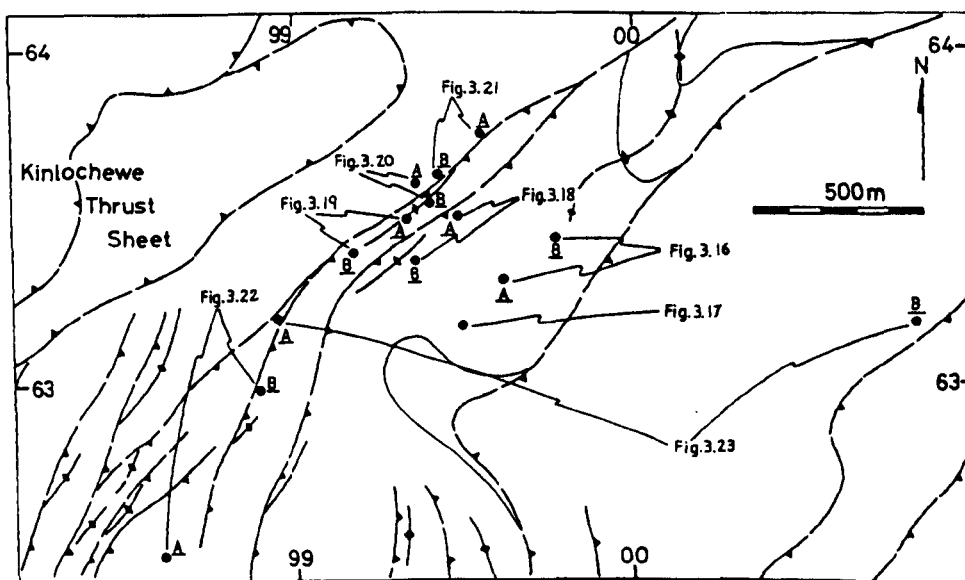 99
00
64
64
Fig.3.21
N
A
Fig.3.20
A
B
Kinlochewe
Thrust
Sheet
500m
B
Fig.3.19
Fig.3.18
A
A
B
B
B
Fig.3.16
A
Fig.3.22
Fig.3.17
B
A
63
B
63
Fig.3.23
A
99
00